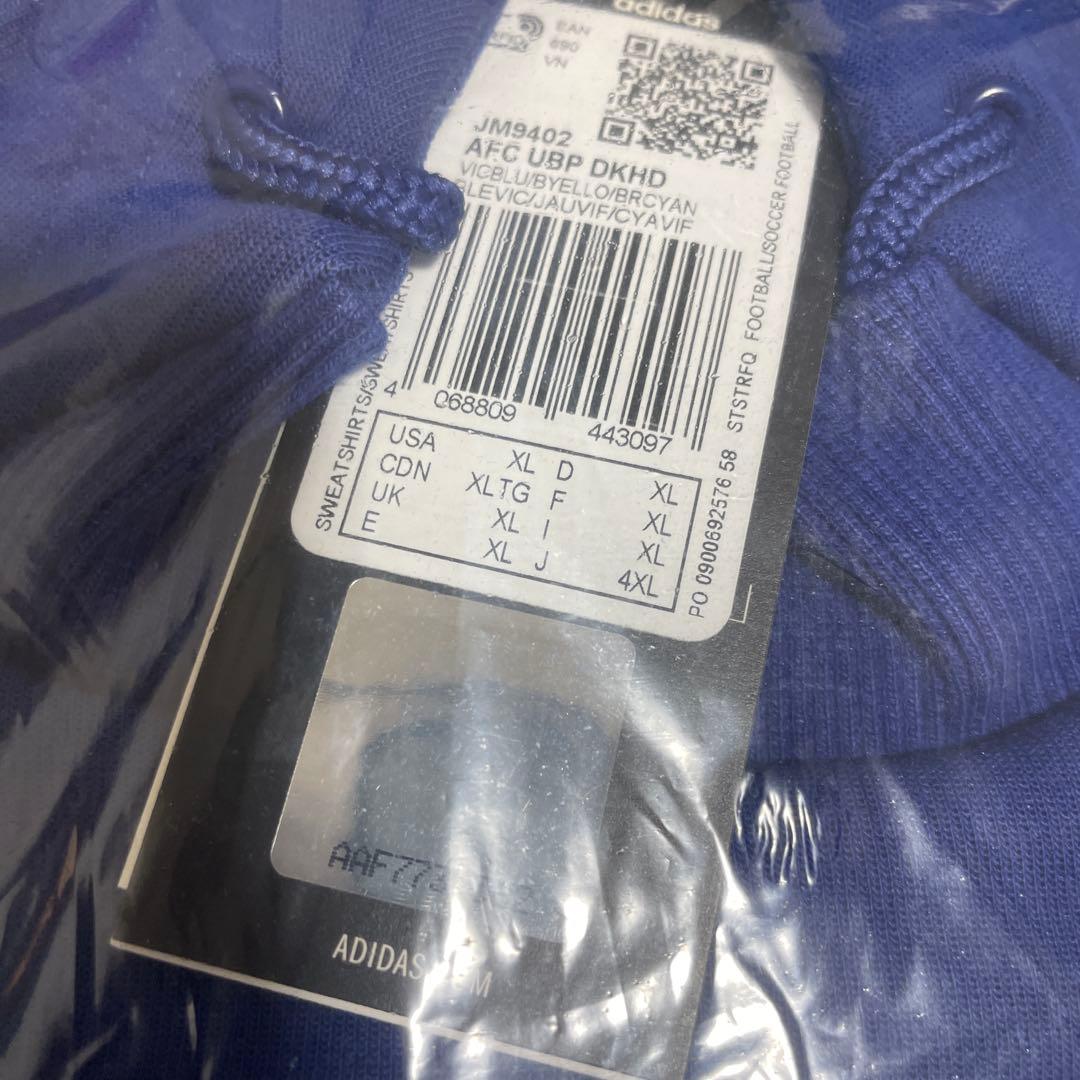 adidas
EAN
690
VN
JM9402
AFC UBP DKHD
VICBLU/BYELLO/BRCYAN
BLEVIC/JAUVIF/CYAVIF
4 068809 443097
USA XL D XL
CDN XLTG F XL
UK XL I XL
E XL J 4XL
SWEATSHIRTS/SWEATSHIRTS
PO 0900692576 58 STSTRFQ FOOTBALL/SOCCER FOOTBALL
ADIDAS